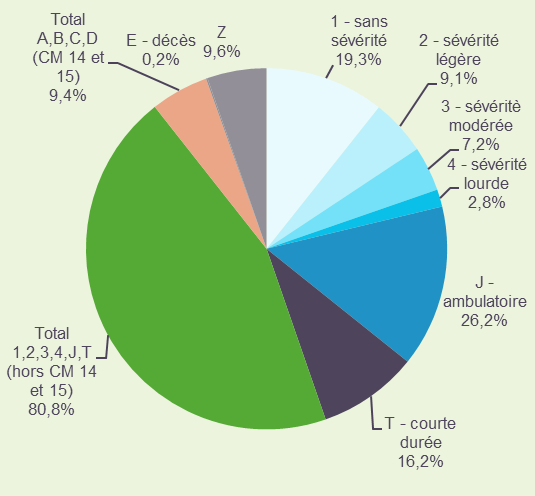 Total
A,B,C,D
(CM 14 et
15)
9,4%
E - décès
0,2%
Z
9,6%
1 - sans
sévérité
19,3%
2 - sévérité
légère
9,1%
3 - sévéritè
modérée
7,2%
4 - sévérité
lourde
2,8%
J -
ambulatoire
26,2%
T - courte
durée
16,2%
Total
1,2,3,4,J,T
(hors CM 14
et 15)
80,8%